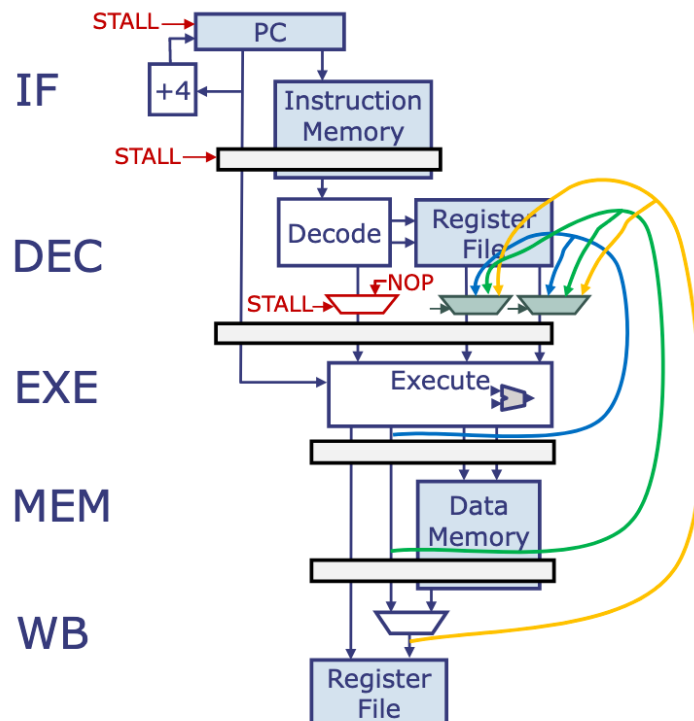 STALL
PC
IF
+4
Instruction
Memory
STALL
DEC
Decode
Register
File
NOP
STALL
EXE
Execute
MEM
Data
Memory
WB
Register
File